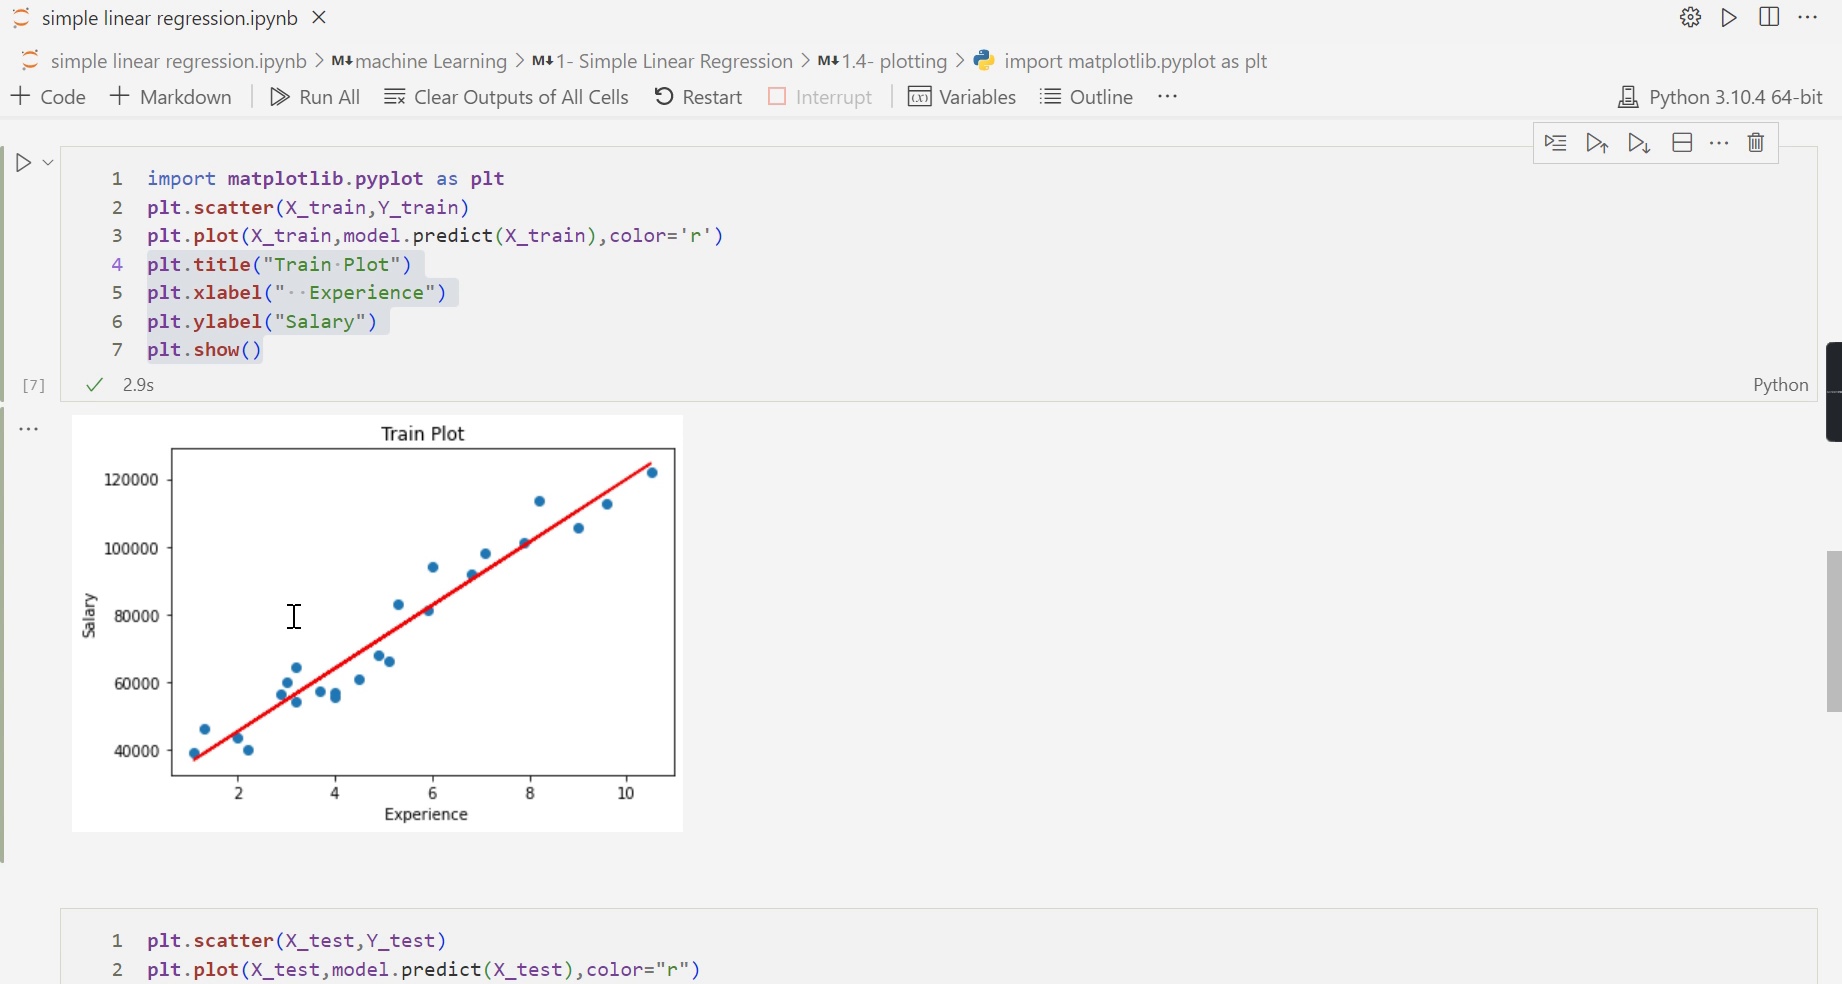 simple linear regression.ipynb
simple linear regression.ipynb > M↓ machine Learning > M↓ 1- Simple Linear Regression > M↓ 1.4- plotting > import matplotlib.pyplot as plt
+ Code + Markdown Run All Clear Outputs of All Cells Restart Interrupt (x) Variables Outline ... Python 3.10.4 64-bit
1 import matplotlib.pyplot as plt
2 plt.scatter(X_train,Y_train)
3 plt.plot(X_train,model.predict(X_train),color='r')
4 plt.title("Train Plot")
5 plt.xlabel("  Experience")
6 plt.ylabel("Salary")
7 plt.show()
[7] 2.9s Python
Train Plot
120000
100000
80000
60000
40000
Salary
2 4 6 8 10
Experience
1 plt.scatter(X_test,Y_test)
2 plt.plot(X_test,model.predict(X_test),color="r")